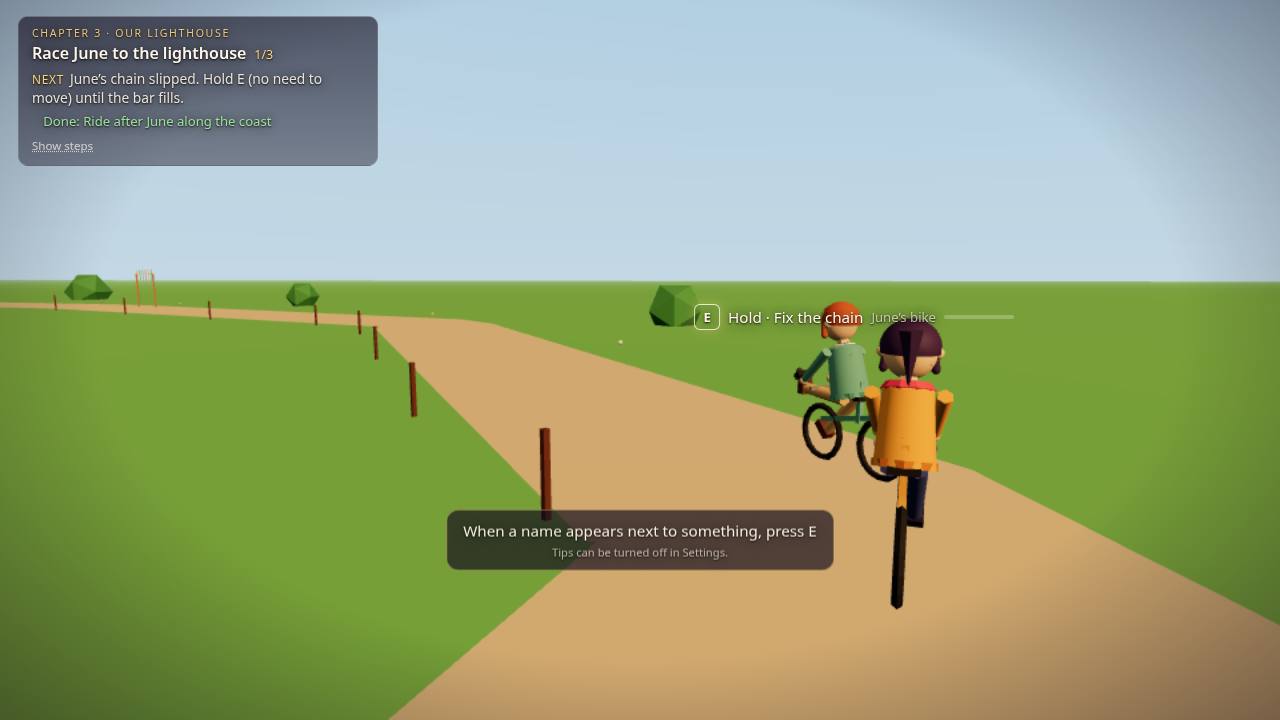 CHAPTER 3 · OUR LIGHTHOUSE
Race June to the lighthouse 1/3
NEXT June’s chain slipped. Hold E (no need to
move) until the bar fills.
Done: Ride after June along the coast
Show steps
E Hold · Fix the chain June's bike
When a name appears next to something, press E
Tips can be turned off in Settings.